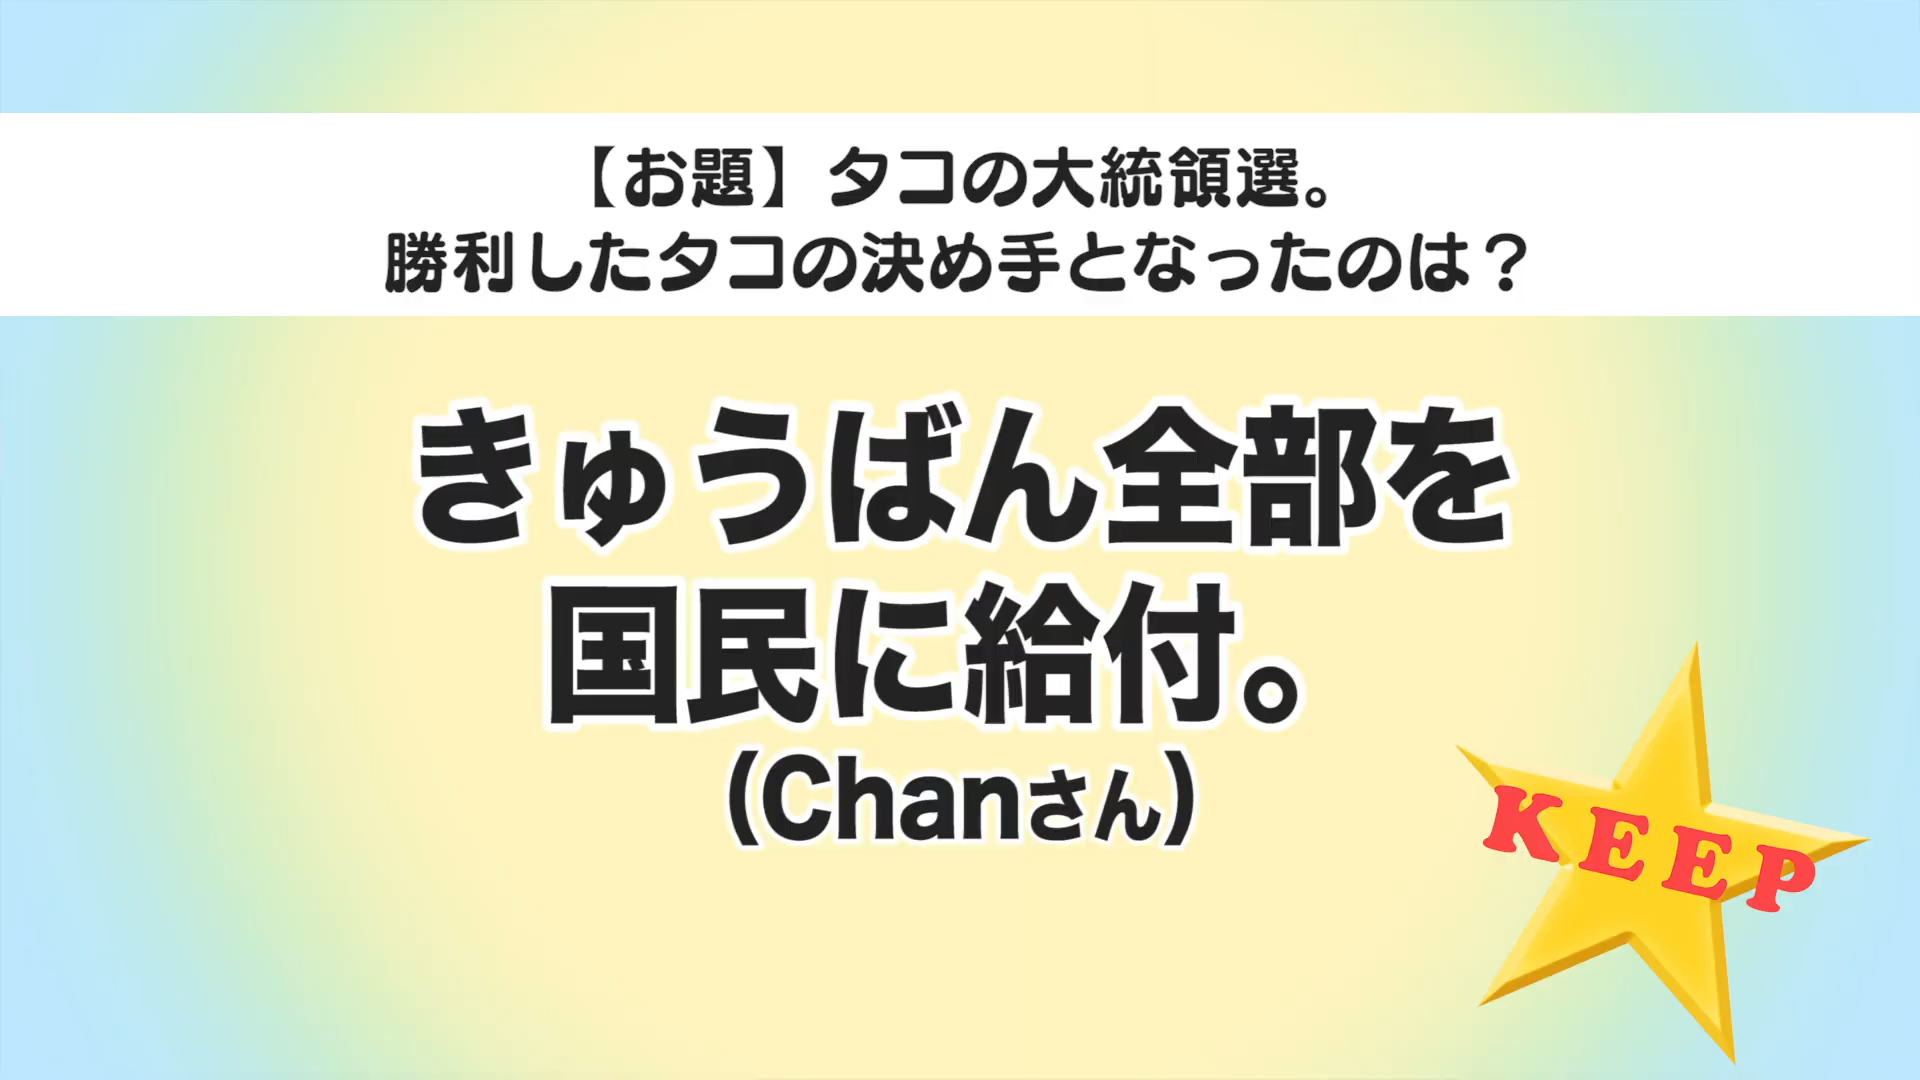 【お題】タコの大統領選。
勝利したタコの決め手となったのは？
きゅうばん全部を
国民に給付。
（Chanさん）
KEEP